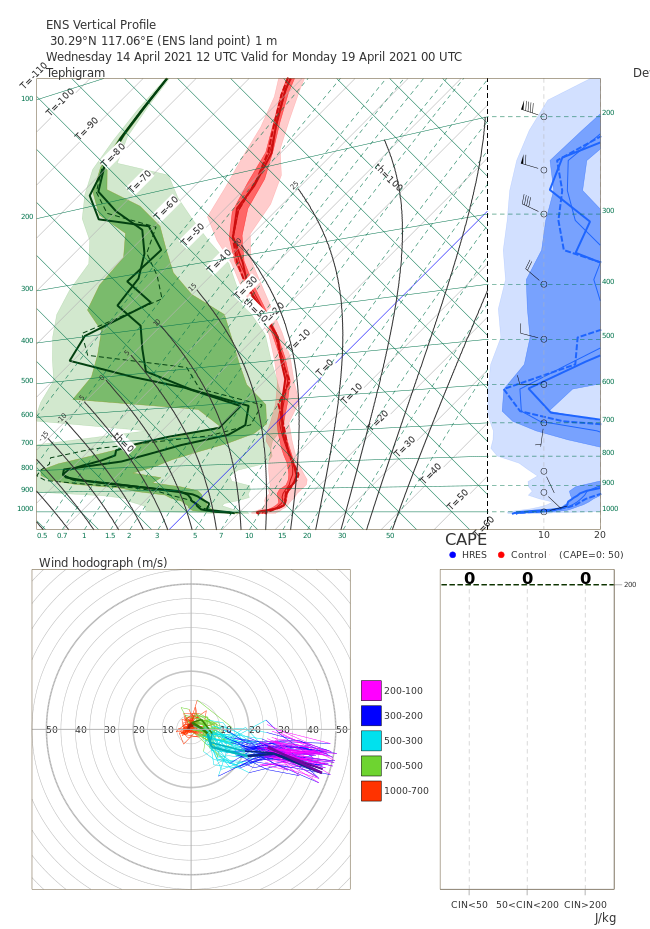 ENS Vertical Profile
30.29°N 117.06°E (ENS land point) 1 m
Wednesday 14 April 2021 12 UTC Valid for Monday 19 April 2021 00 UTC
Tephigram
De
T=-110
T=-100
T=-90
T=-80
T=-70
T=-60
T=-50
T=-40
T=-30
T=-20
T=-10
T=0
T=10
T=20
T=30
T=40
T=50
T=60
th=100
th=0
100
200
300
400
500
600
700
800
900
1000
25
20
15
10
5
0
-5
-10
-15
200
300
400
500
600
700
800
900
1000
0.5 0.7 1 1.5 2 3 5 7 10 15 20 30 50
10 20
CAPE
HRES Control (CAPE=0: 50)
Wind hodograph (m/s)
0 0 0
200
50 40 30 20 10 10 20 30 40 50
200-100
300-200
500-300
700-500
1000-700
CIN<50 50<CIN<200 CIN>200
J/kg